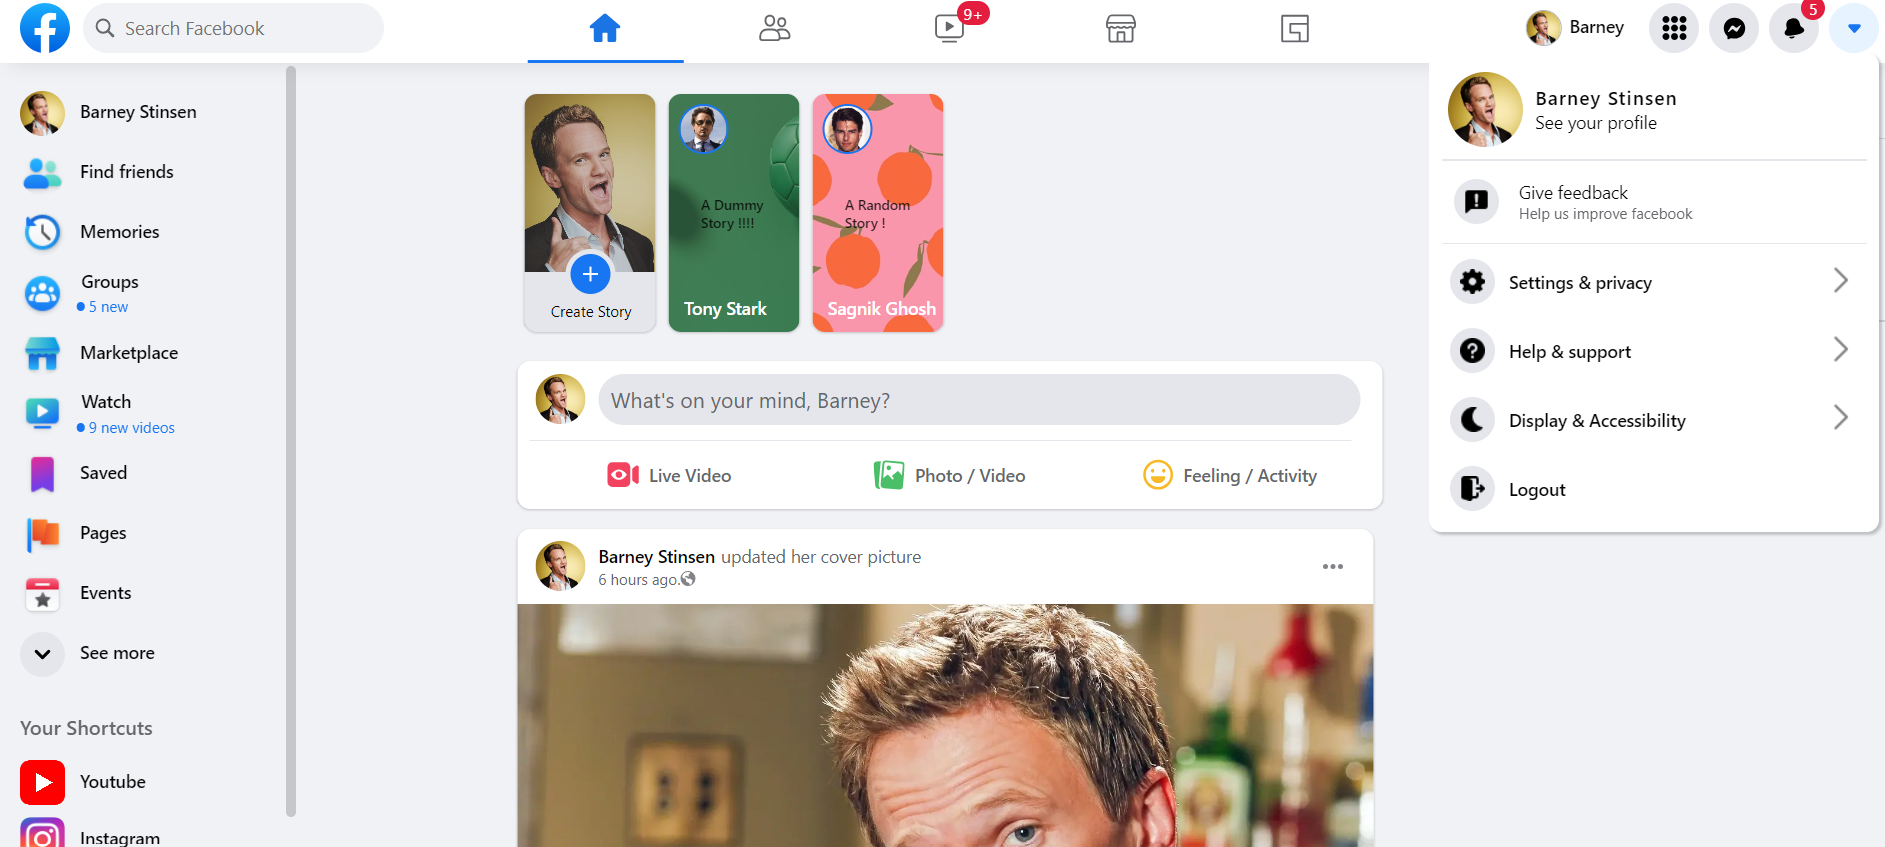 Search Facebook
9+
Barney
5
Barney Stinsen
Find friends
Memories
Groups
5 new
Marketplace
Watch
9 new videos
Saved
Pages
Events
See more
Your Shortcuts
Youtube
Instagram
Create Story
A Dummy
Story !!!!
Tony Stark
A Random
Story !
Sagnik Ghosh
What's on your mind, Barney?
Live Video
Photo / Video
Feeling / Activity
Barney Stinsen updated her cover picture
6 hours ago.
Barney Stinsen
See your profile
Give feedback
Help us improve facebook
Settings & privacy
Help & support
Display & Accessibility
Logout